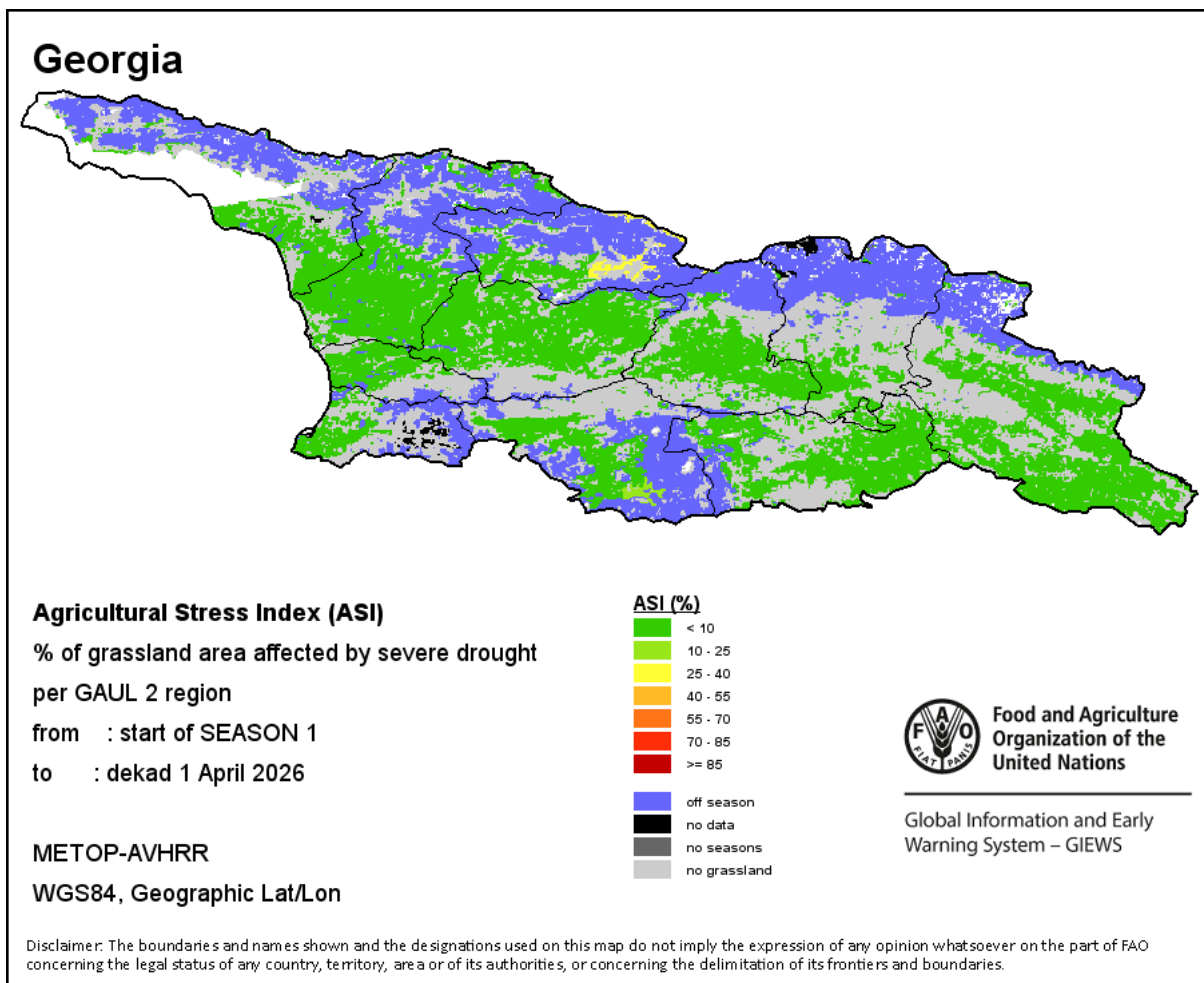 Georgia
Agricultural Stress Index (ASI)
% of grassland area affected by severe drought
per GAUL 2 region
from : start of SEASON 1
to : dekad 1 April 2026
METOP-AVHRR
WGS84, Geographic Lat/Lon
ASI (%)
< 10
10 - 25
25 - 40
40 - 55
55 - 70
70 - 85
>= 85
off season
no data
no seasons
no grassland
F A O
FIAT PANIS
Food and Agriculture
Organization of the
United Nations
Global Information and Early
Warning System – GIEWS
Disclaimer: The boundaries and names shown and the designations used on this map do not imply the expression of any opinion whatsoever on the part of FAO
concerning the legal status of any country, territory, area or of its authorities, or concerning the delimitation of its frontiers and boundaries.